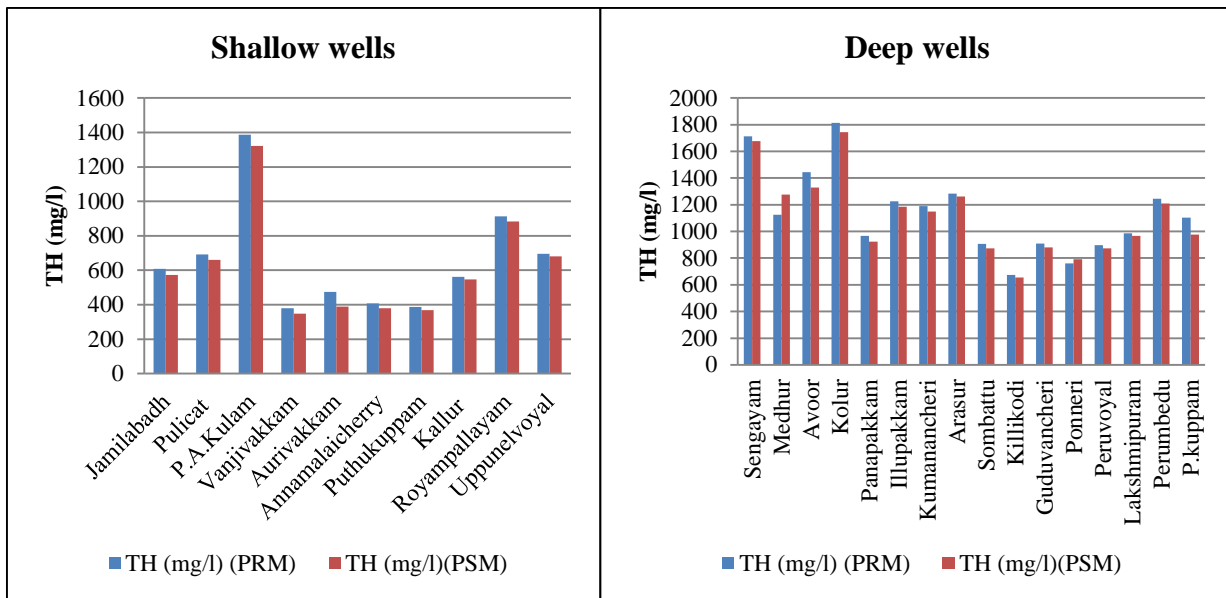 Shallow wells
TH (mg/l)
1600
1400
1200
1000
800
600
400
200
0
Jamilabadh
Pulicat
P.A.Kulam
Vanjivakkam
Aurivakkam
Annamalaicherry
Puthukuppam
Kallur
Royampallayam
Uppunelvoyal
TH (mg/l) (PRM)
TH (mg/l)(PSM)
Deep wells
TH (mg/l)
2000
1800
1600
1400
1200
1000
800
600
400
200
0
Sengayam
Medhur
Avoor
Kolur
Panapakkam
Illupakkam
Kumanancheri
Arasur
Sombattu
Killikodi
Guduvancheri
Ponneri
Peruvoyal
Lakshmipuram
Perumbedu
P.kuppam
TH (mg/l) (PRM)
TH (mg/l)(PSM)